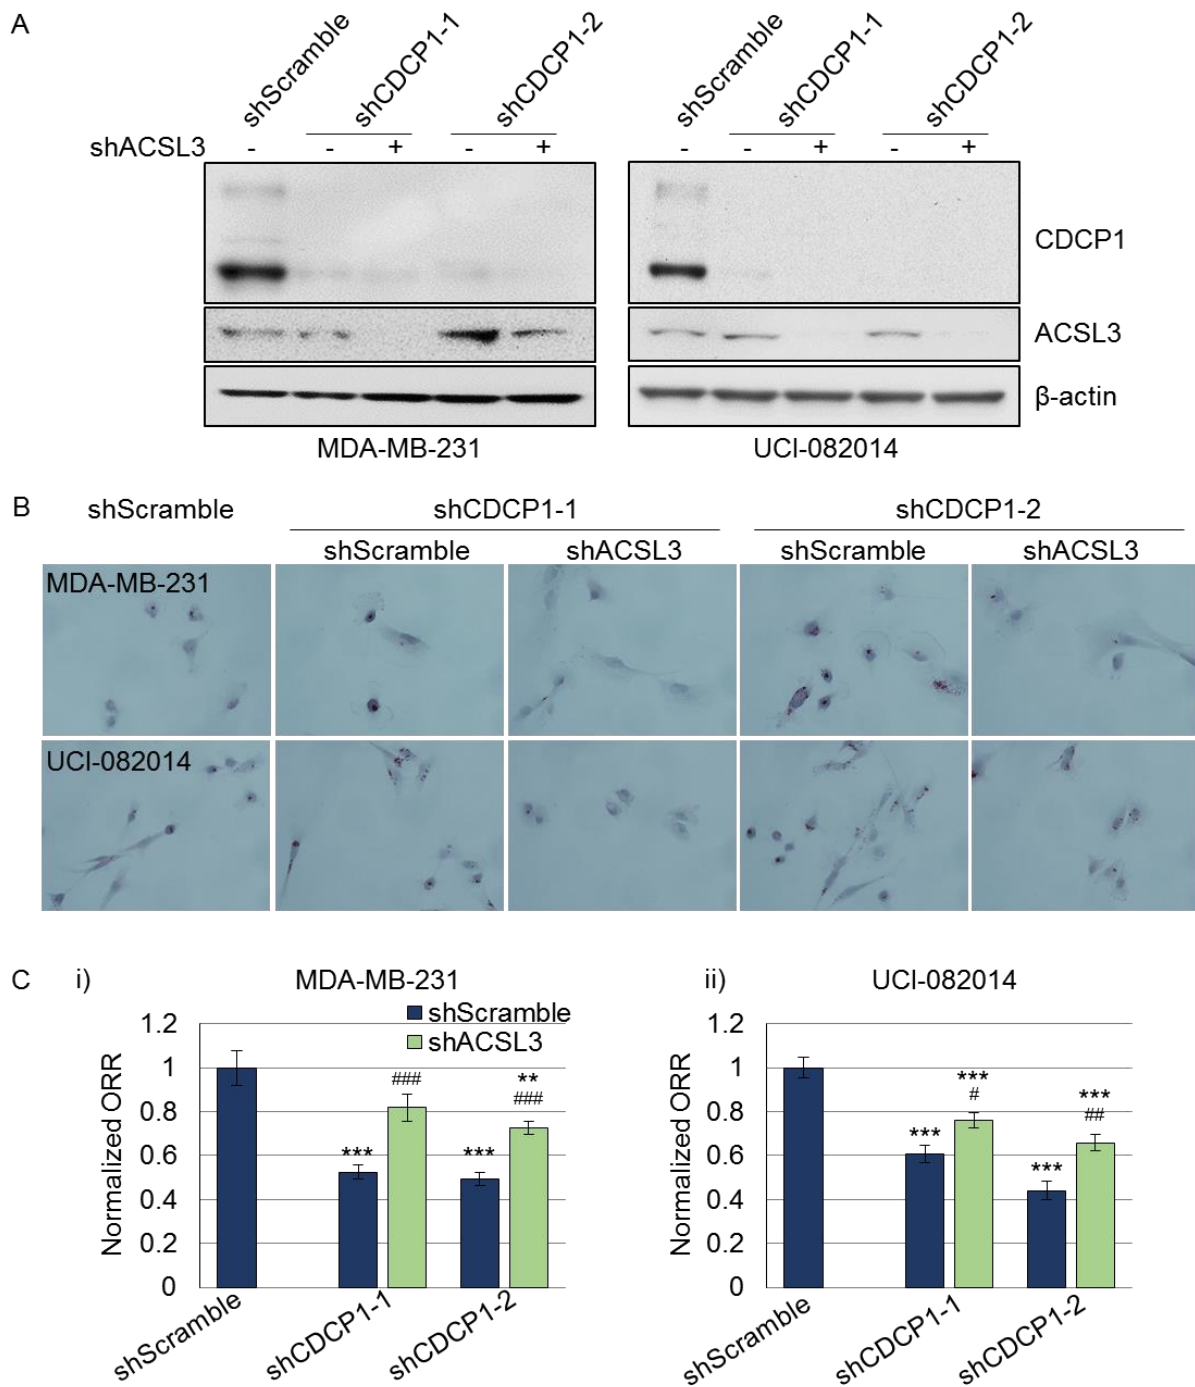 A
shScramble
shCDCP1-1
shCDCP1-2
shScramble
shCDCP1-1
shCDCP1-2
shACSL3 - - + - + - - + - +
CDCP1
ACSL3
β-actin
MDA-MB-231 UCI-082014
B shScramble shCDCP1-1 shCDCP1-2
shScramble shACSL3 shScramble shACSL3
MDA-MB-231
UCI-082014
C i) MDA-MB-231
shScramble
shACSL3
Normalized ORR
1.2
1
0.8
0.6
0.4
0.2
0
***
###
***
**
###
shScramble
shCDCP1-1
shCDCP1-2
ii) UCI-082014
Normalized ORR
1.2
1
0.8
0.6
0.4
0.2
0
***
***
#
***
***
##
shScramble
shCDCP1-1
shCDCP1-2